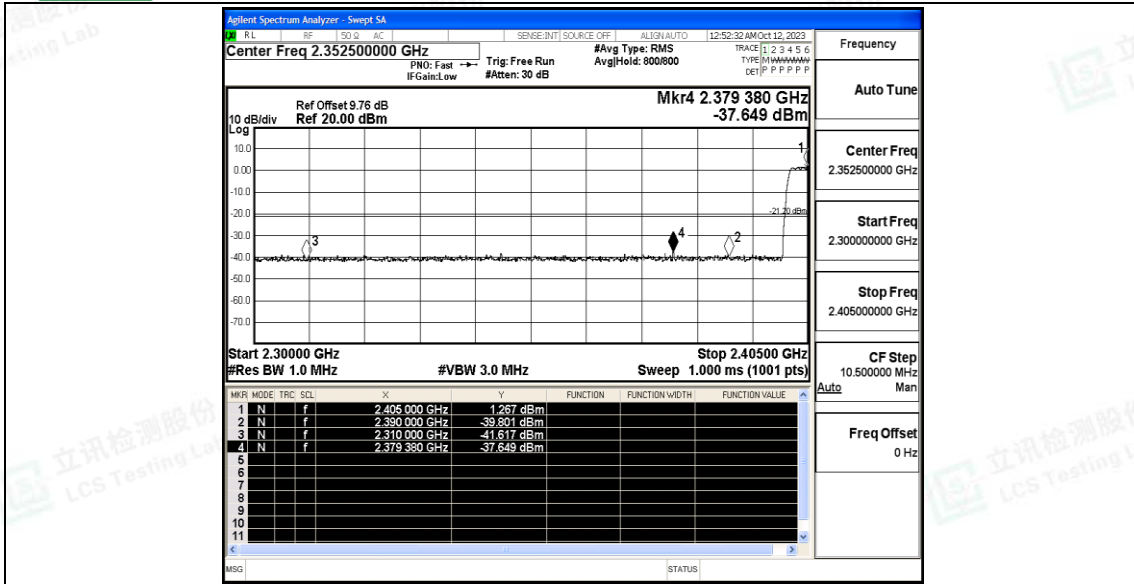 Agilent Spectrum Analyzer - Swept SA
LXI RL RF 50 Ω AC SENSE:INT SOURCE OFF ALIGNAUTO 12:52:32 AM Oct 12, 2023
Center Freq 2.352500000 GHz
PNO: Fast
IFGain:Low
Trig: Free Run
#Atten: 30 dB
#Avg Type: RMS
Avg|Hold: 800/800
TRACE 1 2 3 4 5 6
TYPE M
DET P P P P P P
Mkr4 2.379 380 GHz
-37.649 dBm
Ref Offset 9.76 dB
10 dB/div Ref 20.00 dBm
Log
10.0
0.00
-10.0
-20.0
-30.0
-40.0
-50.0
-60.0
-70.0
1
-21.20 dBm
3
4
2
Start 2.30000 GHz Stop 2.40500 GHz
#Res BW 1.0 MHz #VBW 3.0 MHz Sweep 1.000 ms (1001 pts)
MKR MODE TRC SCL X Y FUNCTION FUNCTION WIDTH FUNCTION VALUE
1 N f 2.405 000 GHz 1.267 dBm
2 N f 2.390 000 GHz -39.801 dBm
3 N f 2.310 000 GHz -41.617 dBm
4 N f 2.379 380 GHz -37.649 dBm
5
6
7
8
9
10
11
MSG STATUS
Frequency
Auto Tune
Center Freq
2.352500000 GHz
Start Freq
2.300000000 GHz
Stop Freq
2.405000000 GHz
CF Step
10.500000 MHz
Auto Man
Freq Offset
0 Hz
立讯检测股份
LCS Testing Lab
立讯检测股份
LCS Testing L